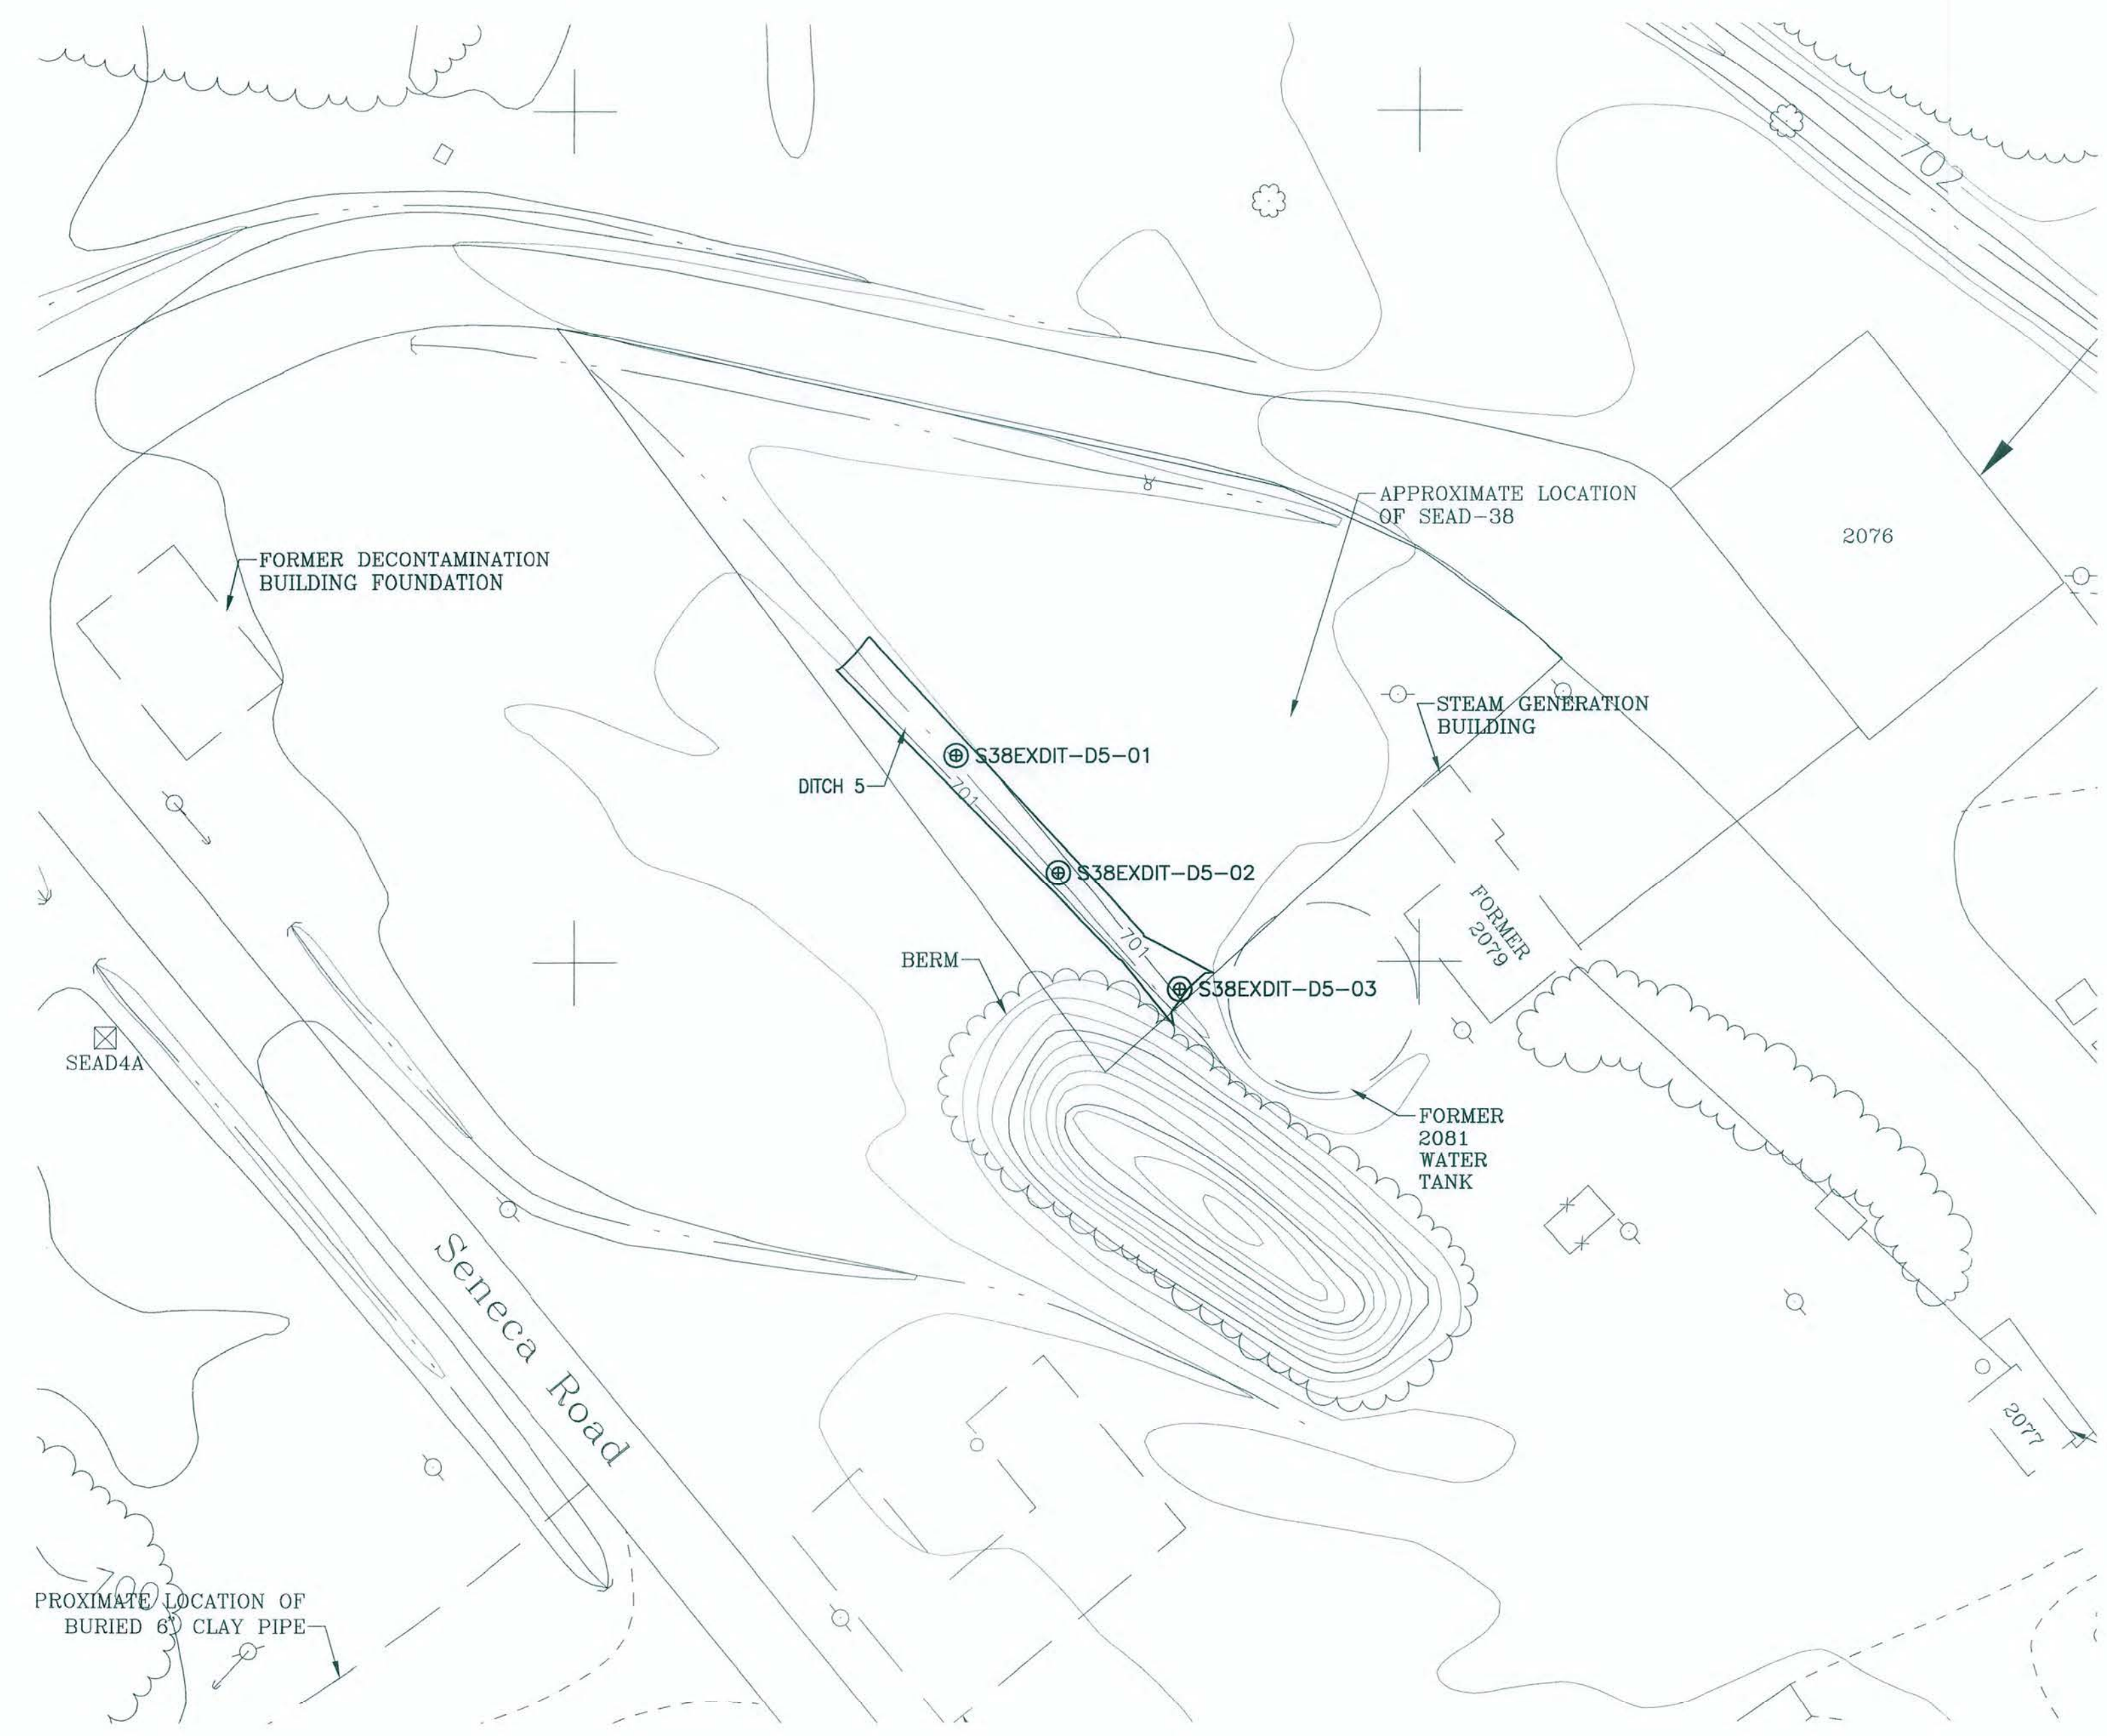 702
APPROXIMATE LOCATION
OF SEAD-38
2076
FORMER DECONTAMINATION
BUILDING FOUNDATION
STEAM GENERATION
BUILDING
S38EXDIT-D5-01
DITCH 5
701
S38EXDIT-D5-02
FORMER
2079
701
BERM
S38EXDIT-D5-03
SEAD4A
FORMER
2081
WATER
TANK
Seneca Road
2077
700
PROXIMATE LOCATION OF
BURIED 6" CLAY PIPE